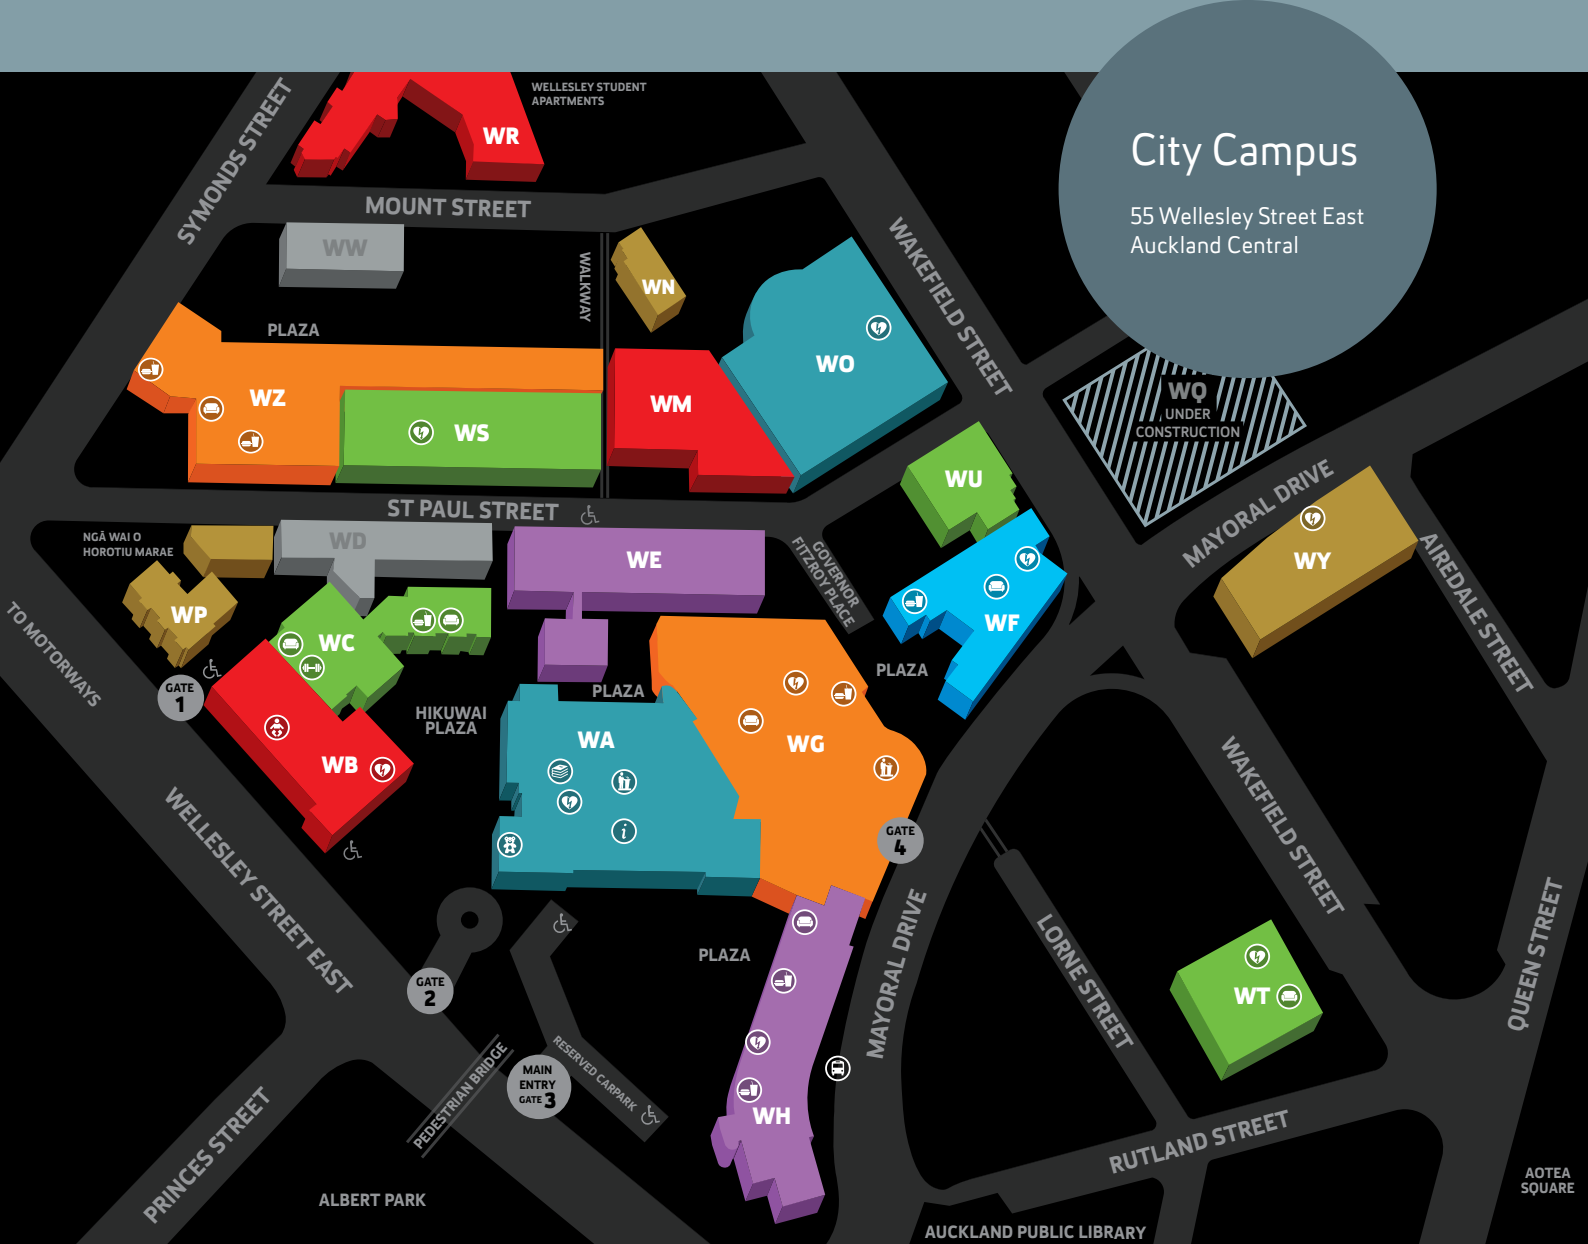 City Campus
55 Wellesley Street East
Auckland Central
WELLESLEY STUDENT
APARTMENTS
WR
SYMONDS STREET
MOUNT STREET
WW
WALKWAY
WN
WAKEFIELD STREET
PLAZA
WO
WZ
WM
WS
WQ
UNDER
CONSTRUCTION
WU
MAYORAL DRIVE
ST PAUL STREET
NGĀ WAI O
HOROTIU MARAE
WD
WE
GOVERNOR
FITZROY PLACE
WY
AIREDALE STREET
WP
WC
WF
TO MOTORWAYS
PLAZA
GATE
1
PLAZA
HIKUWAI
PLAZA
WA
WG
WB
WAKEFIELD STREET
WELLESLEY STREET EAST
GATE
4
MAYORAL DRIVE
LORNE STREET
QUEEN STREET
PLAZA
WT
GATE
2
RESERVED CARPARK
PEDESTRIAN BRIDGE
MAIN
ENTRY
GATE 3
WH
PRINCES STREET
RUTLAND STREET
ALBERT PARK
AOTEA
SQUARE
AUCKLAND PUBLIC LIBRARY